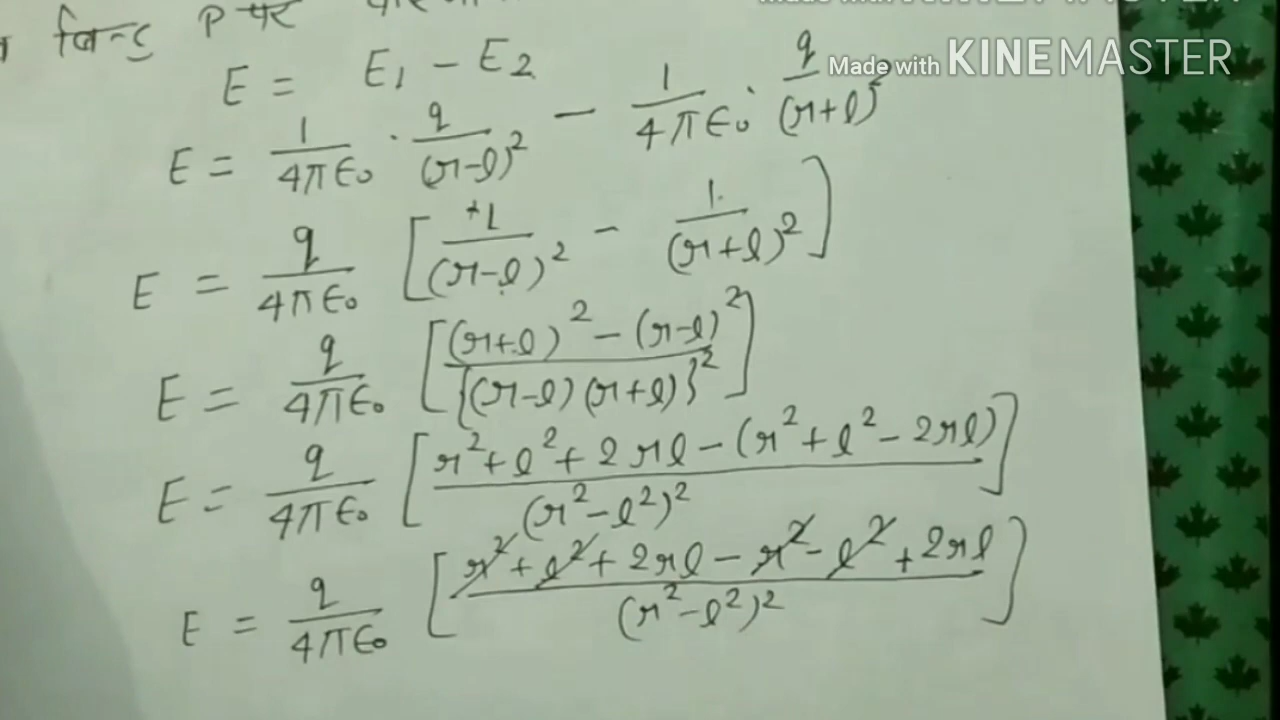 बिन्दु P पर
Made with KINEMASTER
E = E₁ - E₂
E = 1/4πϵ₀ · q/(r-l)² - 1/4πϵ₀ · q/(r+l)²
E = q/4πϵ₀ [+1/(r-l)² - 1/(r+l)²]
E = q/4πϵ₀ [(r+l)² - (r-l)²/{(r-l)(r+l)}²]
E = q/4πϵ₀ [r²+l²+2rl-(r²+l²-2rl)/(r²-l²)²]
E = q/4πϵ₀ [r²+l²+2rl-r²-l²+2rl/(r²-l²)²]